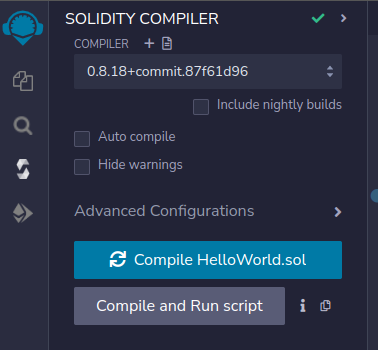 SOLIDITY COMPILER
COMPILER
0.8.18+commit.87f61d96
Include nightly builds
Auto compile
Hide warnings
Advanced Configurations
Compile HelloWorld.sol
Compile and Run script